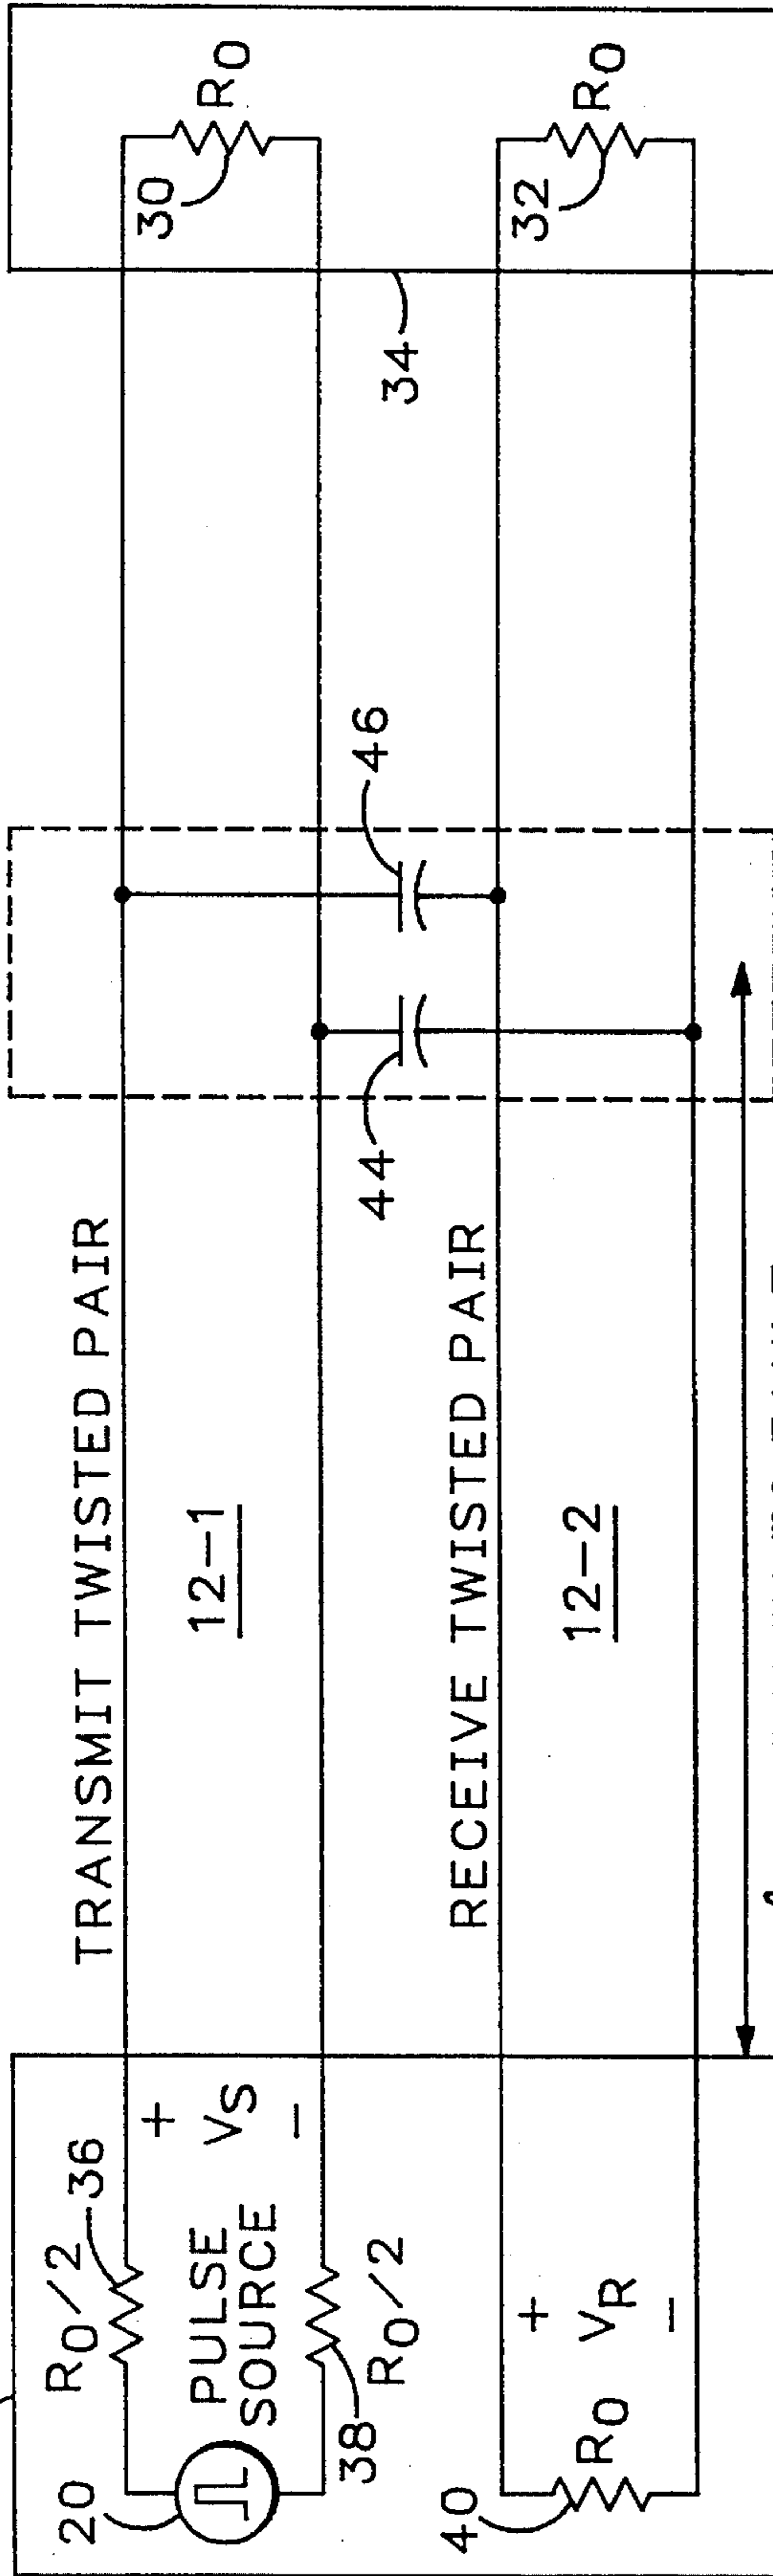 TRANSMIT TWISTED PAIR
12-1
R0/2
36
+
VS
−
PULSE
SOURCE
20
R0/2
38
30
R0
46
44
34
RECEIVE TWISTED PAIR
12-2
+
VR
−
40
R0
32
R0